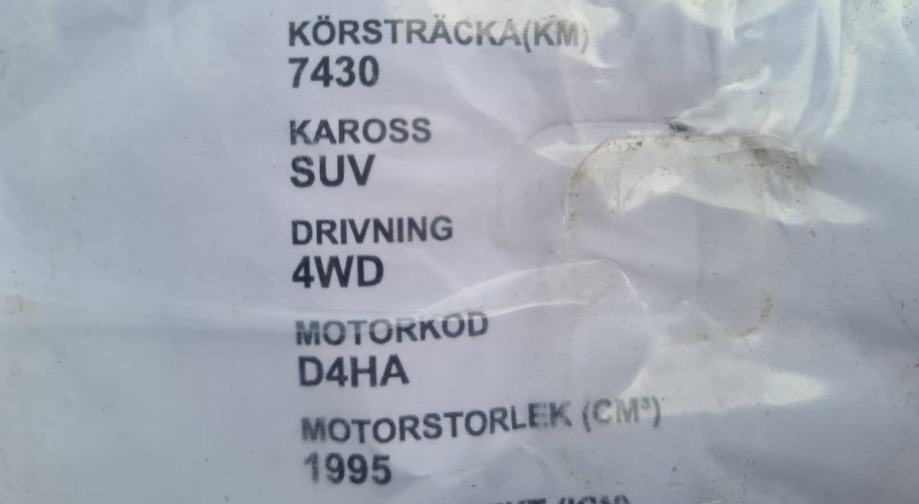 KÖRSTRÄCKA(KM)
7430
KAROSS
SUV
DRIVNING
4WD
MOTORKOD
D4HA
MOTORSTORLEK (CM³)
1995